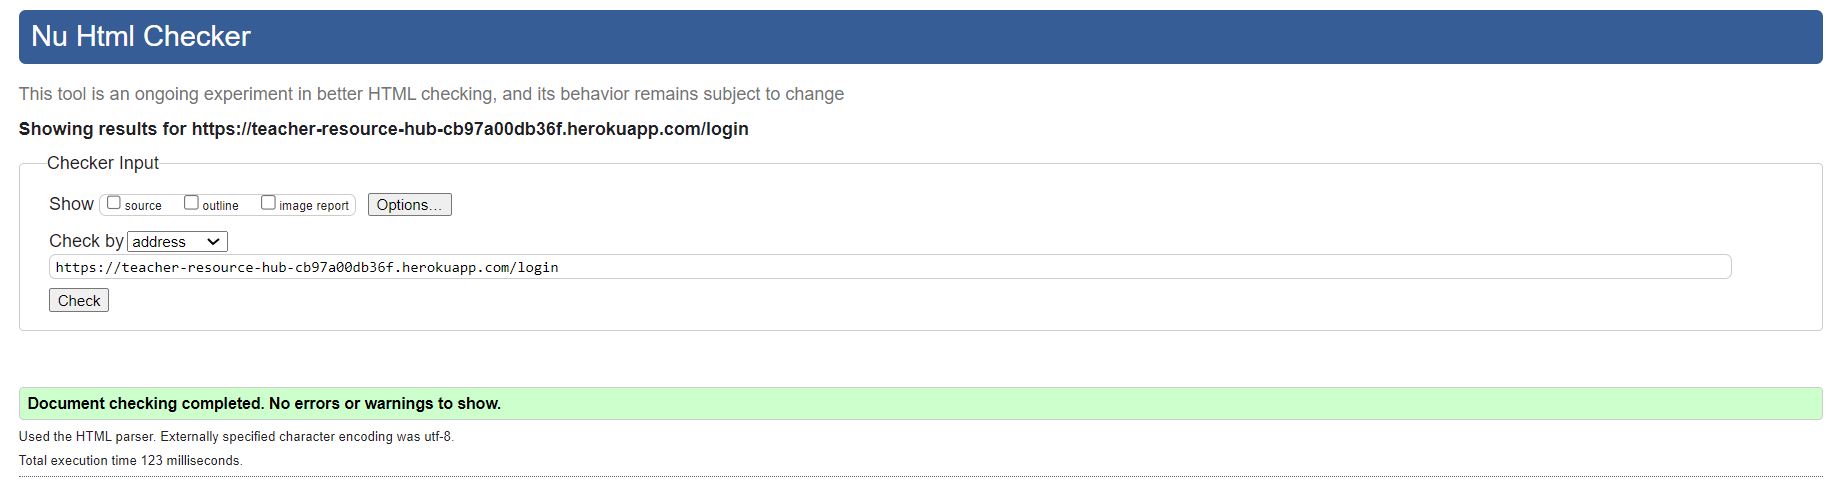 Nu Html Checker
This tool is an ongoing experiment in better HTML checking, and its behavior remains subject to change
Showing results for https://teacher-resource-hub-cb97a00db36f.herokuapp.com/login
Checker Input
Show source outline image report Options...
Check by address
https://teacher-resource-hub-cb97a00db36f.herokuapp.com/login
Check
Document checking completed. No errors or warnings to show.
Used the HTML parser. Externally specified character encoding was utf-8.
Total execution time 123 milliseconds.